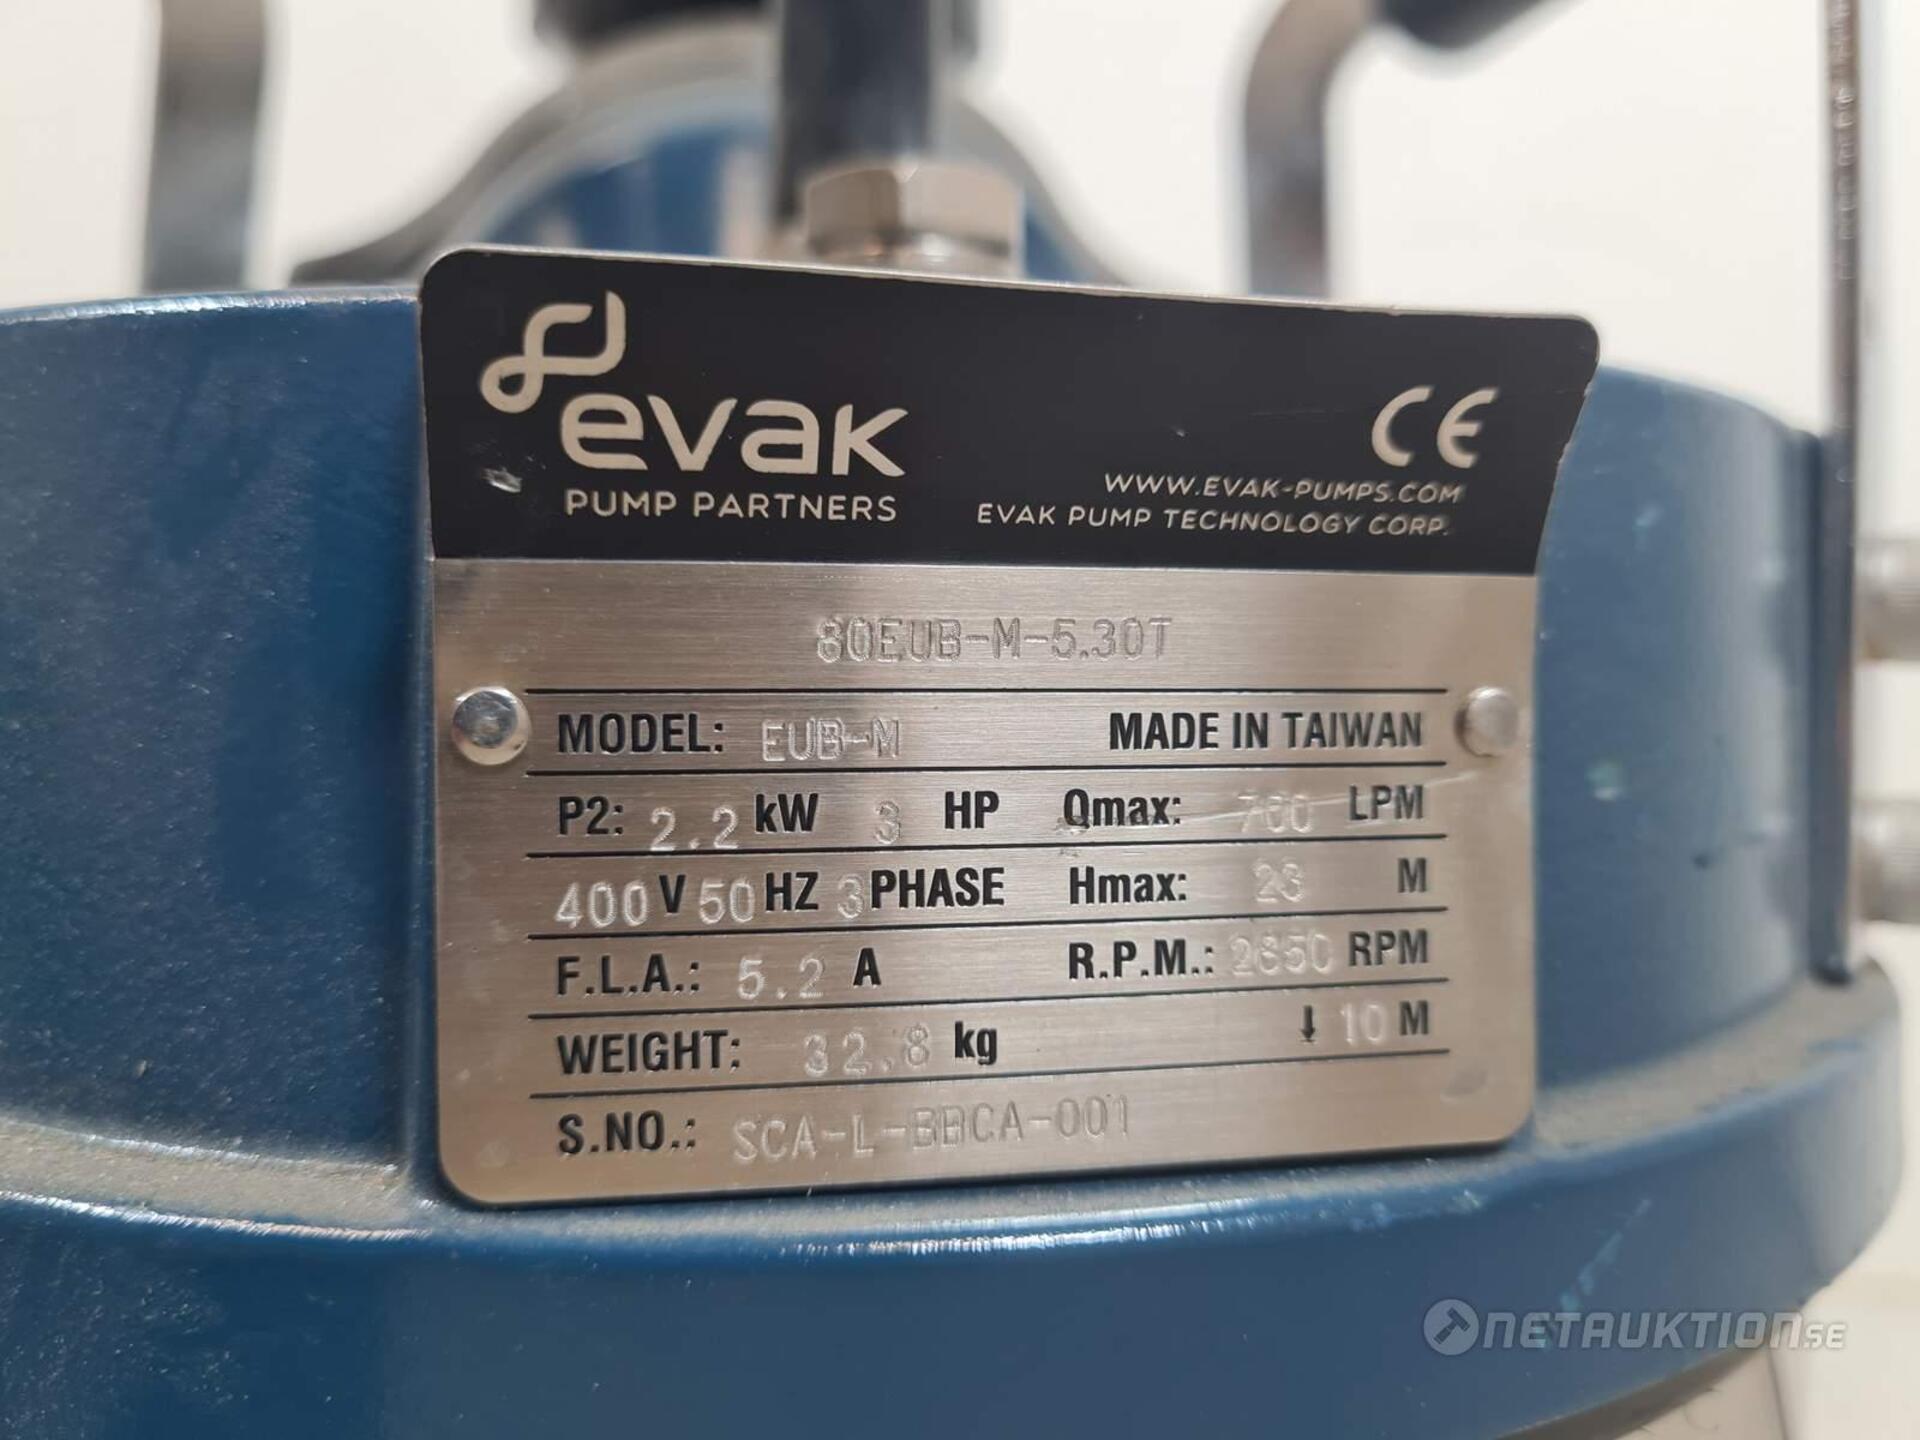 evak
PUMP PARTNERS
CE
WWW.EVAK-PUMPS.COM
EVAK PUMP TECHNOLOGY CORP.
80EUB-M-5.30T
MODEL: EUB-M MADE IN TAIWAN
P2: 2.2 kW 3 HP Qmax: 700 LPM
400 V 50 HZ 3 PHASE Hmax: 23 M
F.L.A.: 5.2 A R.P.M.: 2850 RPM
WEIGHT: 32.8 kg ↓ 10 M
S.NO.: SCA-L-BBCA-001
NETAUKTION.SE